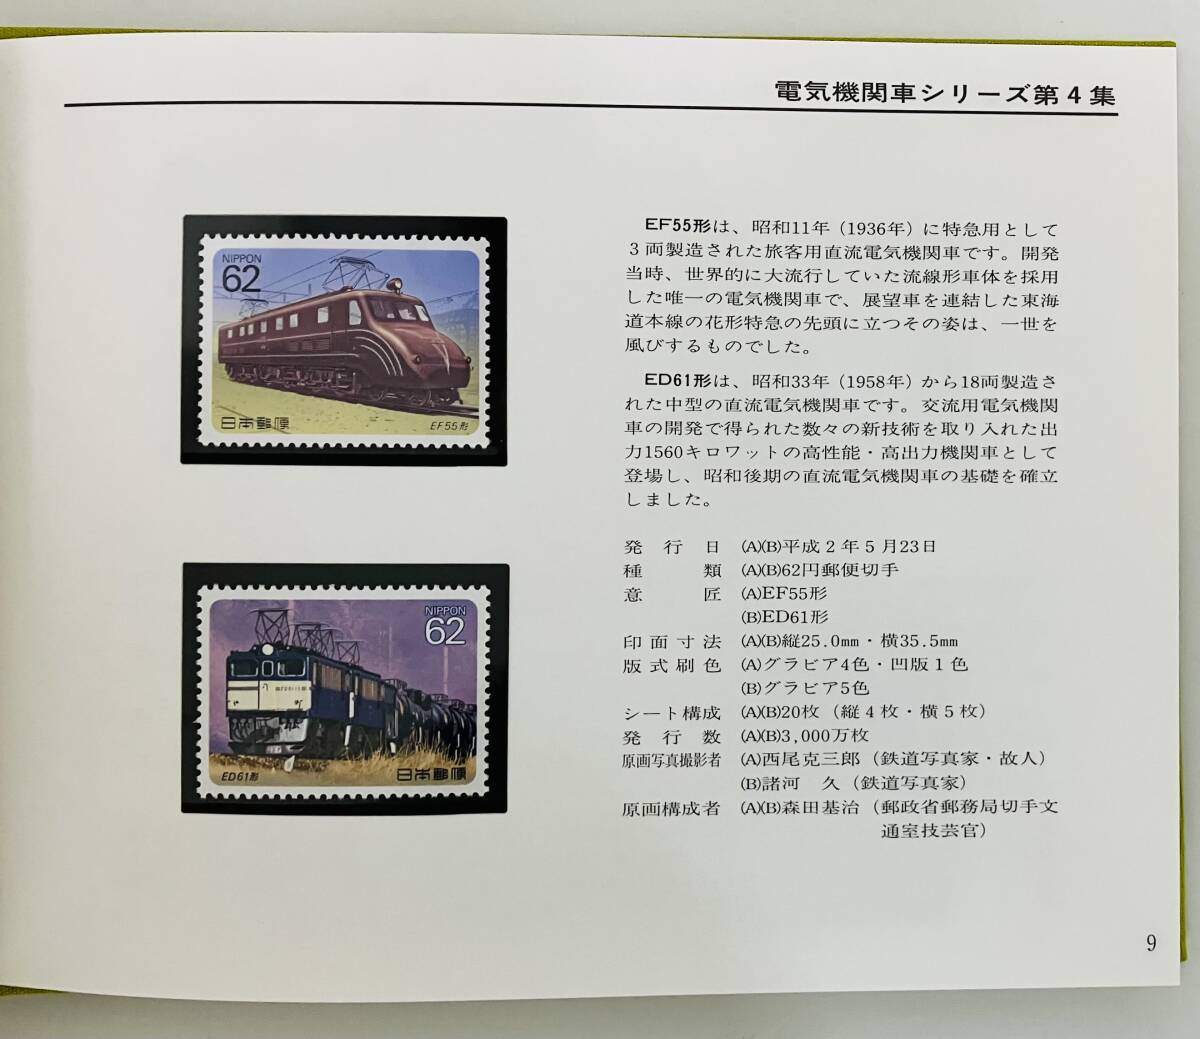 電気機関車シリーズ第4集
NIPPON
62
日本郵便
EF55形
NIPPON
62
ED61形
日本郵便
EF55形は、昭和11年（1936年）に特急用として
３両製造された旅客用直流電気機関車です。開発
当時、世界的に大流行していた流線形車体を採用
した唯一の電気機関車で、展望車を連結した東海
道本線の花形特急の先頭に立つその姿は、一世を
風びするものでした。
ED61形は、昭和33年（1958年）から18両製造さ
れた中型の直流電気機関車です。交流用電気機関
車の開発で得られた数々の新技術を取り入れた出
力1560キロワットの高性能・高出力機関車として
登場し、昭和後期の直流電気機関車の基礎を確立
しました。
発行日 (A)(B)平成2年5月23日
種類 (A)(B)62円郵便切手
意匠 (A)EF55形
(B)ED61形
印面寸法 (A)(B)縦25.0mm・横35.5mm
版式刷色 (A)グラビア4色・凹版1色
(B)グラビア5色
シート構成 (A)(B)20枚（縦4枚・横5枚）
発行数 (A)(B)3,000万枚
原画写真撮影者 (A)西尾克三郎（鉄道写真家・故人）
(B)諸河　久（鉄道写真家）
原画構成者 (A)(B)森田基治（郵政省郵務局切手文
通室技芸官）
9